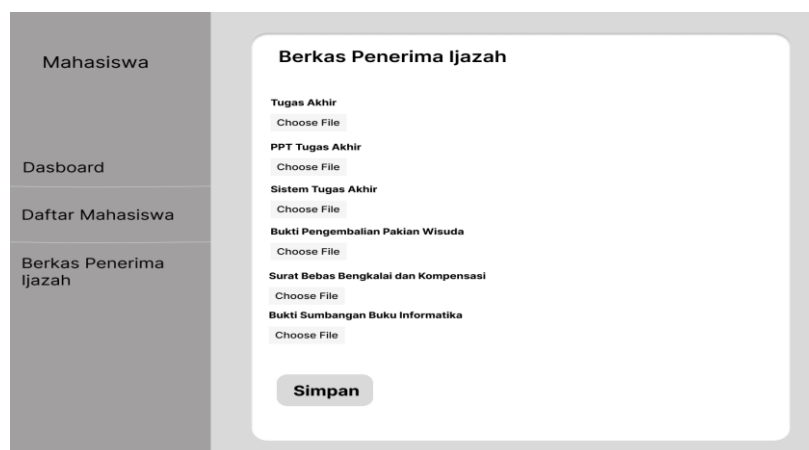 Mahasiswa
Dasboard
Daftar Mahasiswa
Berkas Penerima
Ijazah
Berkas Penerima Ijazah
Tugas Akhir
Choose File
PPT Tugas Akhir
Choose File
Sistem Tugas Akhir
Choose File
Bukti Pengembalian Pakian Wisuda
Choose File
Surat Bebas Bengkalai dan Kompensasi
Choose File
Bukti Sumbangan Buku Informatika
Choose File
Simpan